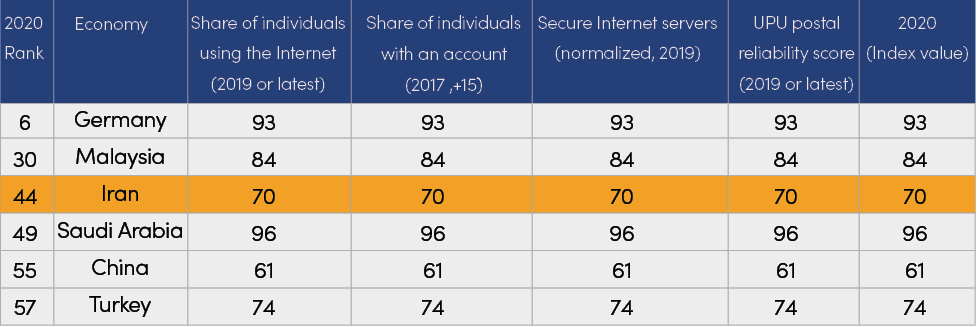 2020 Rank | Economy | Share of individuals using the Internet (2019 or latest) | Share of individuals with an account (2017 ,+15) | Secure Internet servers (normalized, 2019) | UPU postal reliability score (2019 or latest) | 2020 (Index value)
6 Germany 93 93 93 93 93
30 Malaysia 84 84 84 84 84
44 Iran 70 70 70 70 70
49 Saudi Arabia 96 96 96 96 96
55 China 61 61 61 61 61
57 Turkey 74 74 74 74 74